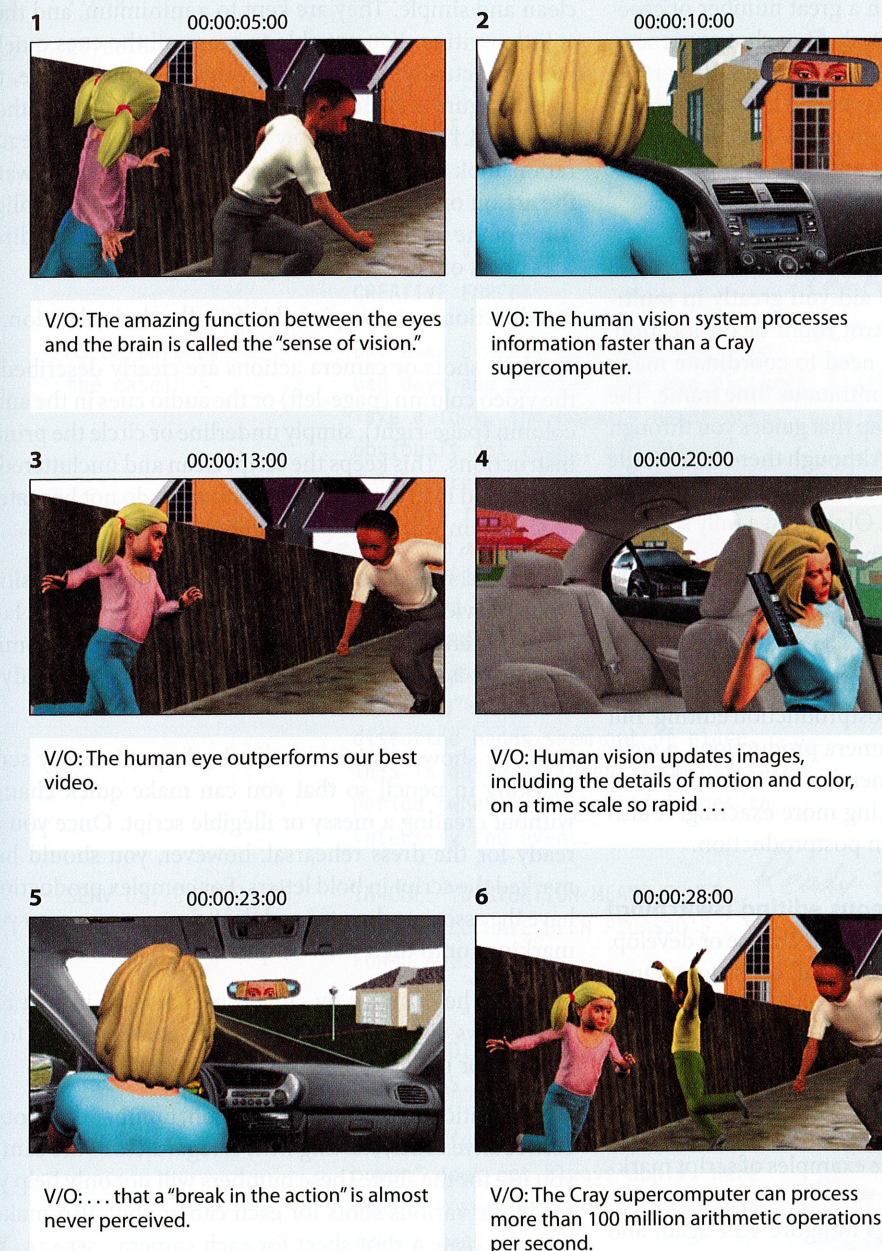 1 00:00:05:00
V/O: The amazing function between the eyes
and the brain is called the “sense of vision.”
2 00:00:10:00
V/O: The human vision system processes
information faster than a Cray
supercomputer.
3 00:00:13:00
V/O: The human eye outperforms our best
video.
4 00:00:20:00
V/O: Human vision updates images,
including the details of motion and color,
on a time scale so rapid . . .
5 00:00:23:00
V/O: . . . that a “break in the action” is almost
never perceived.
6 00:00:28:00
V/O: The Cray supercomputer can process
more than 100 million arithmetic operations
per second.